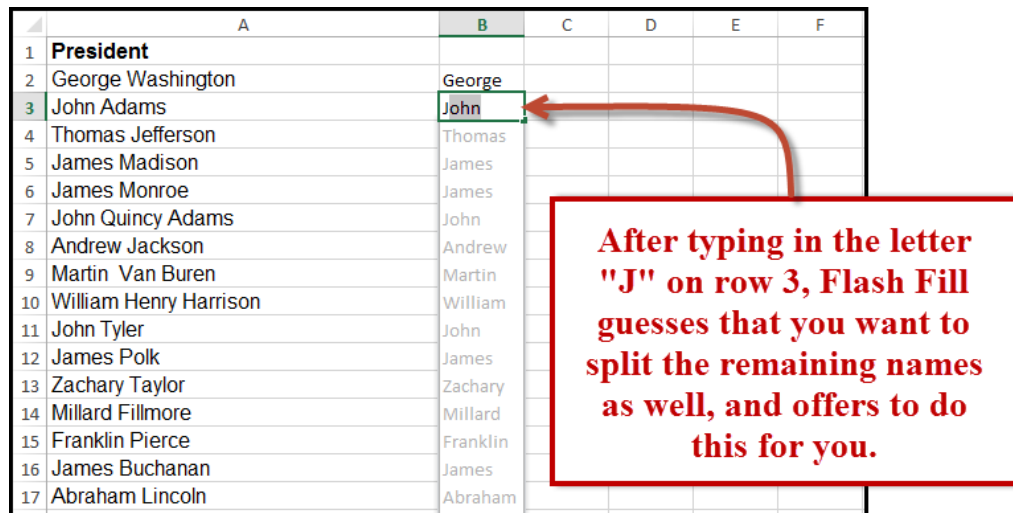 A B C D E F
1 President
2 George Washington George
3 John Adams John
4 Thomas Jefferson Thomas
5 James Madison James
6 James Monroe James
7 John Quincy Adams John
8 Andrew Jackson Andrew
9 Martin  Van Buren Martin
10 William Henry Harrison William
11 John Tyler John
12 James Polk James
13 Zachary Taylor Zachary
14 Millard Fillmore Millard
15 Franklin Pierce Franklin
16 James Buchanan James
17 Abraham Lincoln Abraham
After typing in the letter
"J" on row 3, Flash Fill
guesses that you want to
split the remaining names
as well, and offers to do
this for you.